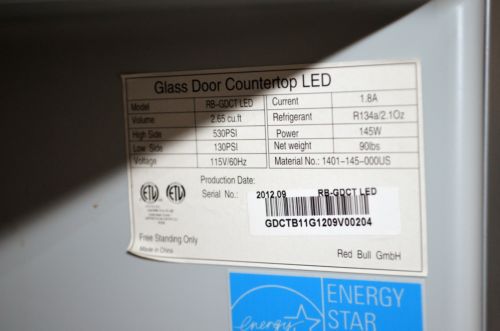 Glass Door Countertop LED
Model RB-GDCT LED Current 1.8A
Volume 2.65 cu.ft Refrigerant R134a/2.1Oz
High Side 530PSI Power 145W
Low Side 130PSI Net weight 90lbs
Voltage 115V/60Hz Material No.: 1401-145-000US
Production Date:
Serial No.: 2012.09 RB-GDCT LED
GDCTB11G1209V00204
ETL ETL
Free Standing Only
Made in China
Red Bull GmbH
energy ENERGY
STAR